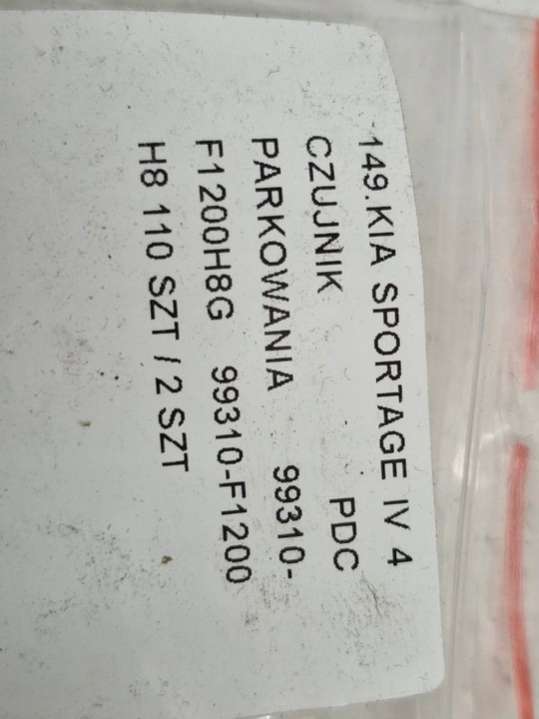 149.KIA SPORTAGE IV 4
CZUJNIK PDC
PARKOWANIA 99310-
F1200H8G 99310-F1200
H8 110 SZT / 2 SZT